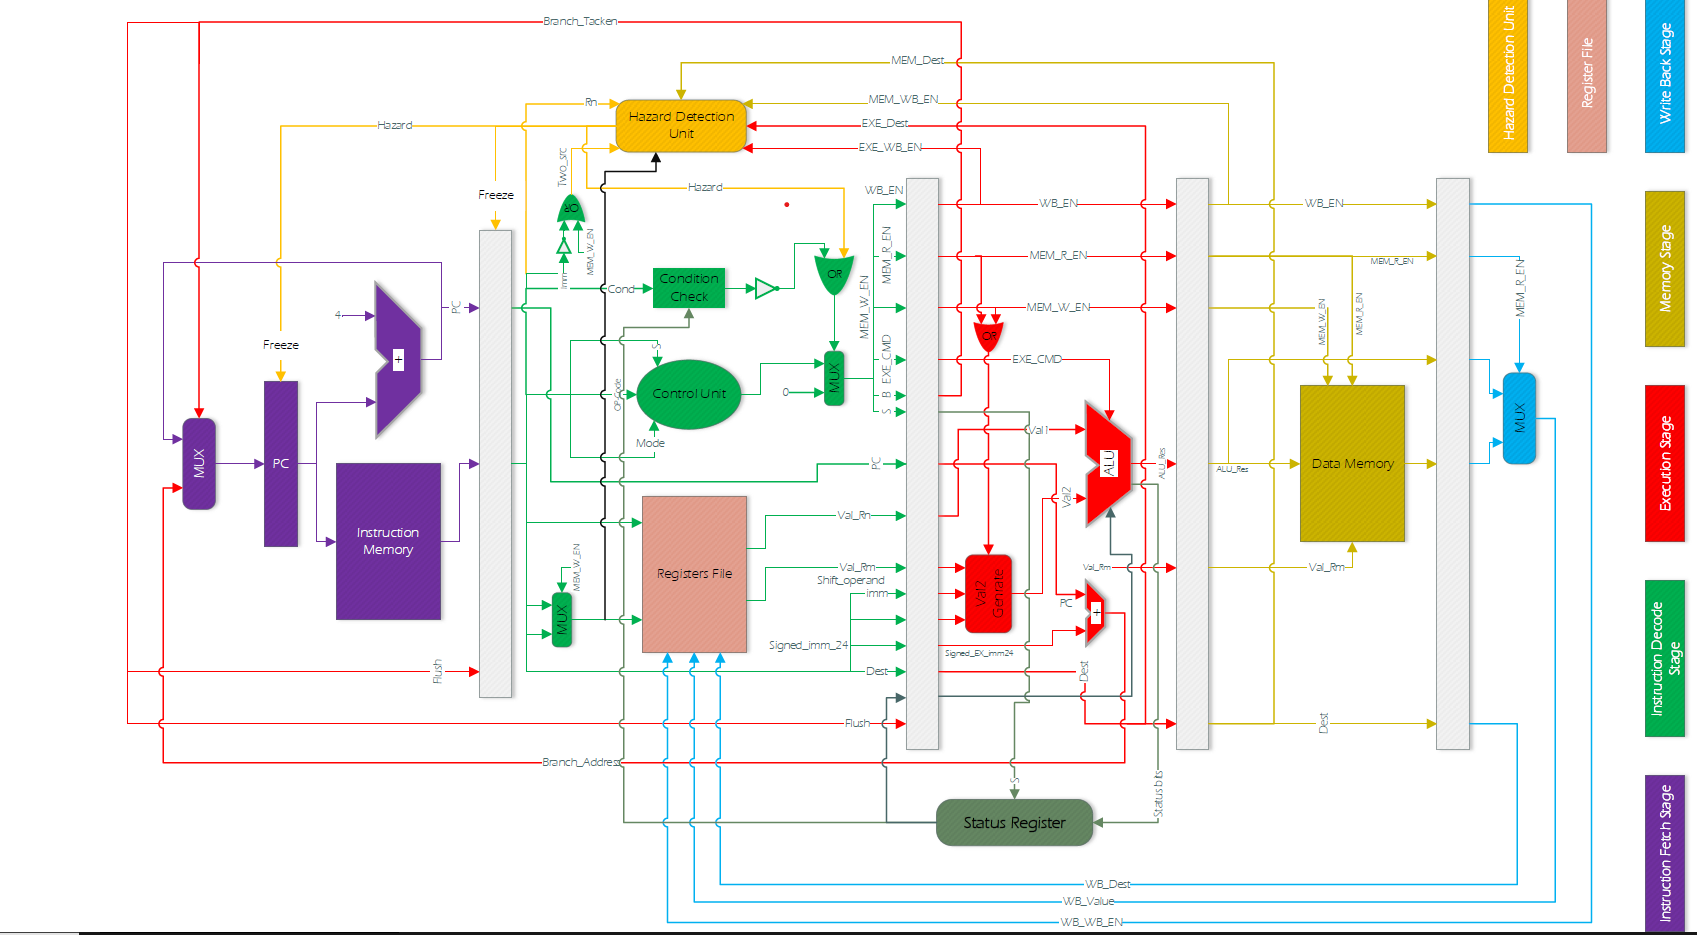 Branch_Tacken
MEM_Dest
Rn
MEM_WB_EN
Hazard Detection
Unit
Hazard
EXE_Dest
EXE_WB_EN
Two_src
Hazard
Freeze
WB_EN
WB_EN
WB_EN
OR
MEM_W_EN
MEM_R_EN
MEM_R_EN
MEM_R_EN
MEM_R_EN
Imm
Cond
Condition
Check
OR
PC
4
MEM_W_EN
MEM_W_EN
MEM_W_EN
MEM_R_EN
Freeze
+
S
OR
EXE_CMD
EXE_CMD
OP_Code
Control Unit
MUX
0
B
S
Mode
Val1
MUX
MUX
PC
PC
ALU
ALU_Res
ALU_Res
Data Memory
Val2
Val_Rn
Instruction
Memory
MEM_W_EN
Registers File
Val_Rm
Shift_operand
imm
Val_Rm
Val_Rm
Val2
Genrate
MUX
PC
+
Signed_imm_24
Signed_EX_imm24
Flush
Dest
Dest
Flush
Dest
Branch_Address
S
Status bits
Status Register
WB_Dest
WB_Value
WB_WB_EN
Hazard Detection Unit
Register File
Write Back Stage
Memory Stage
Execution Stage
Instruction Decode
Stage
Instruction Fetch Stage